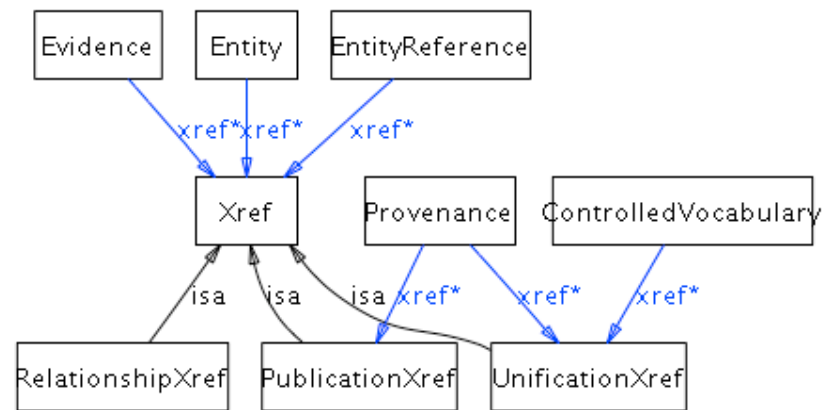 Evidence
Entity
EntityReference
xref*
xref*
xref*
Xref
Provenance
ControlledVocabulary
isa
isa
isa
xref*
xref*
xref*
RelationshipXref
PublicationXref
UnificationXref